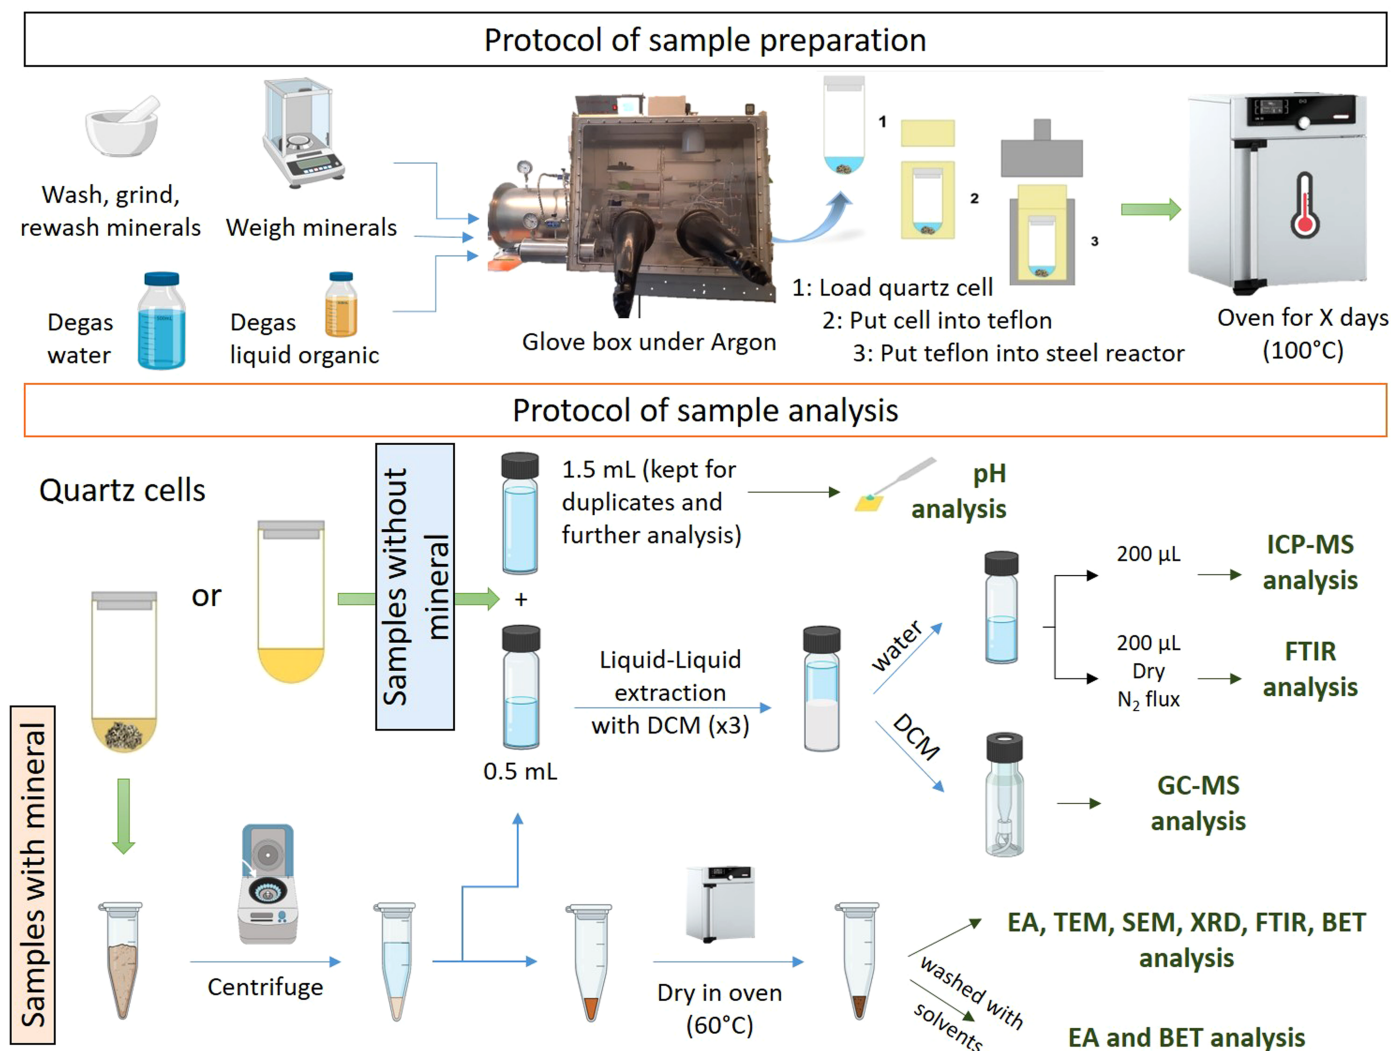 Protocol of sample preparation
Wash, grind,
rewash minerals
Weigh minerals
Degas
water
Degas
liquid organic
Glove box under Argon
1
2
3
1: Load quartz cell
2: Put cell into teflon
3: Put teflon into steel reactor
Oven for X days
(100°C)
Protocol of sample analysis
Quartz cells
or
Samples without
mineral
1.5 mL (kept for
duplicates and
further analysis)
pH
analysis
+
0.5 mL
Liquid-Liquid
extraction
with DCM (x3)
water
DCM
200 µL
ICP-MS
analysis
200 µL
Dry
N₂ flux
FTIR
analysis
GC-MS
analysis
Samples with mineral
Centrifuge
Dry in oven
(60°C)
EA, TEM, SEM, XRD, FTIR, BET
analysis
washed with
solvents
EA and BET analysis